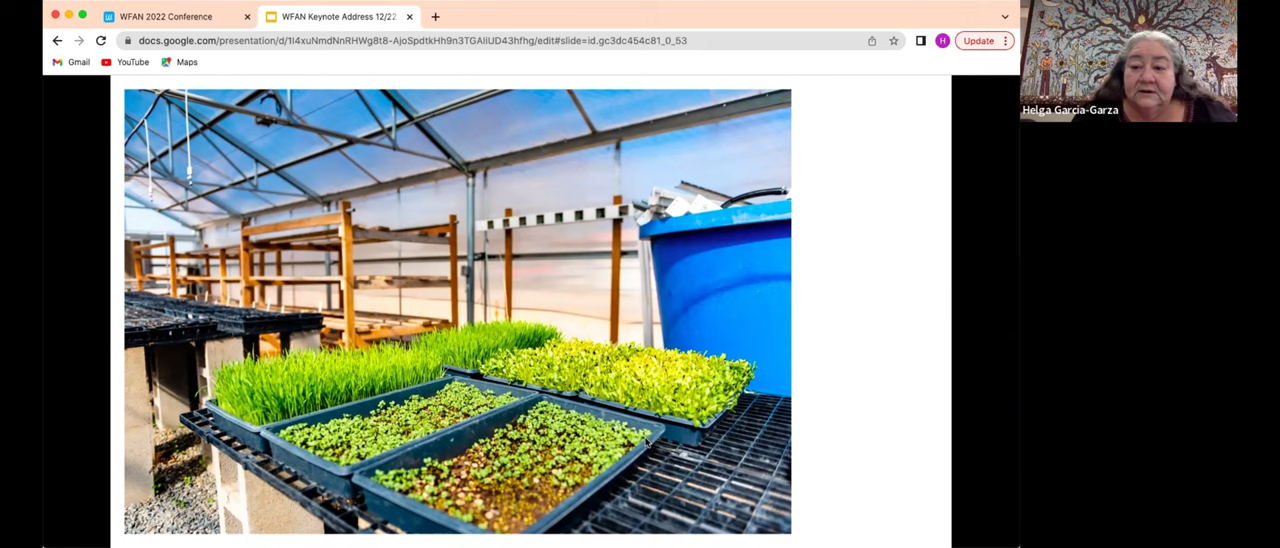 WFAN 2022 Conference
WFAN Keynote Address 12/22
docs.google.com/presentation/d/1l4xuNmdNnRHWg8t8-AjoSpdtkHh9n3TGAIiUD43hfhg/edit#slide=id.gc3dc454c81_0_53
H
Update
Gmail
YouTube
Maps
Helga Garcia-Garza